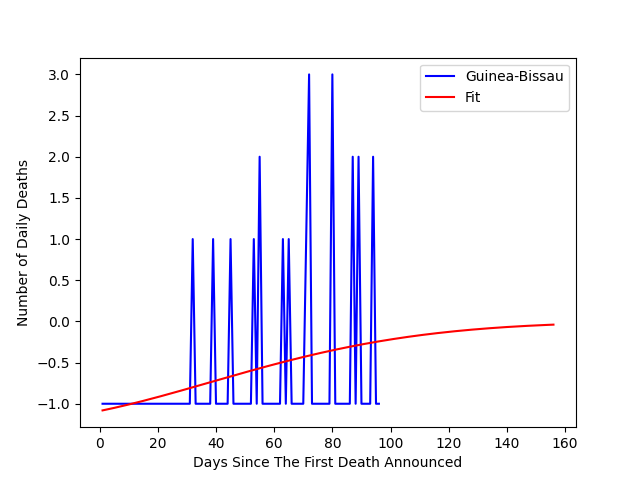 Guinea-Bissau
Fit
3.0
2.5
2.0
1.5
1.0
0.5
0.0
−0.5
−1.0
Number of Daily Deaths
0 20 40 60 80 100 120 140 160
Days Since The First Death Announced